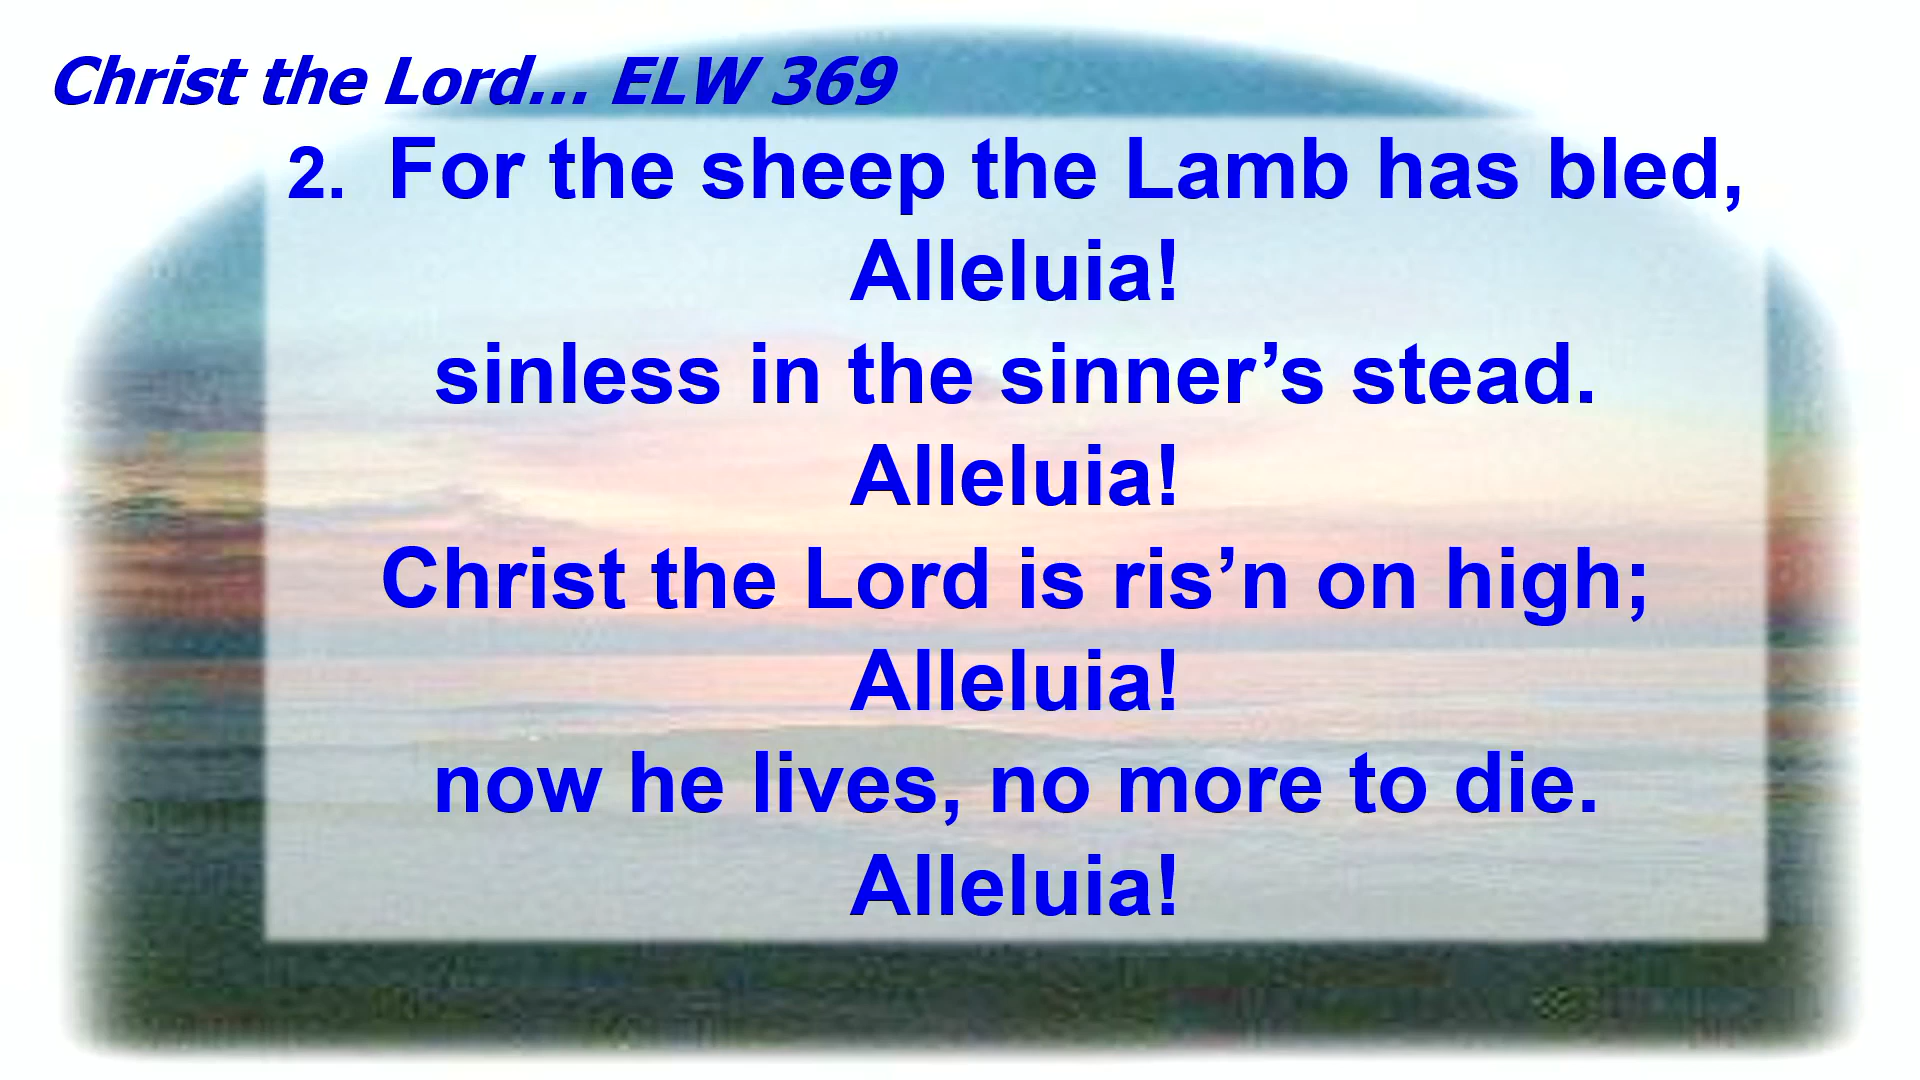 Christ the Lord... ELW 369
2. For the sheep the Lamb has bled,
Alleluia!
sinless in the sinner’s stead.
Alleluia!
Christ the Lord is ris’n on high;
Alleluia!
now he lives, no more to die.
Alleluia!